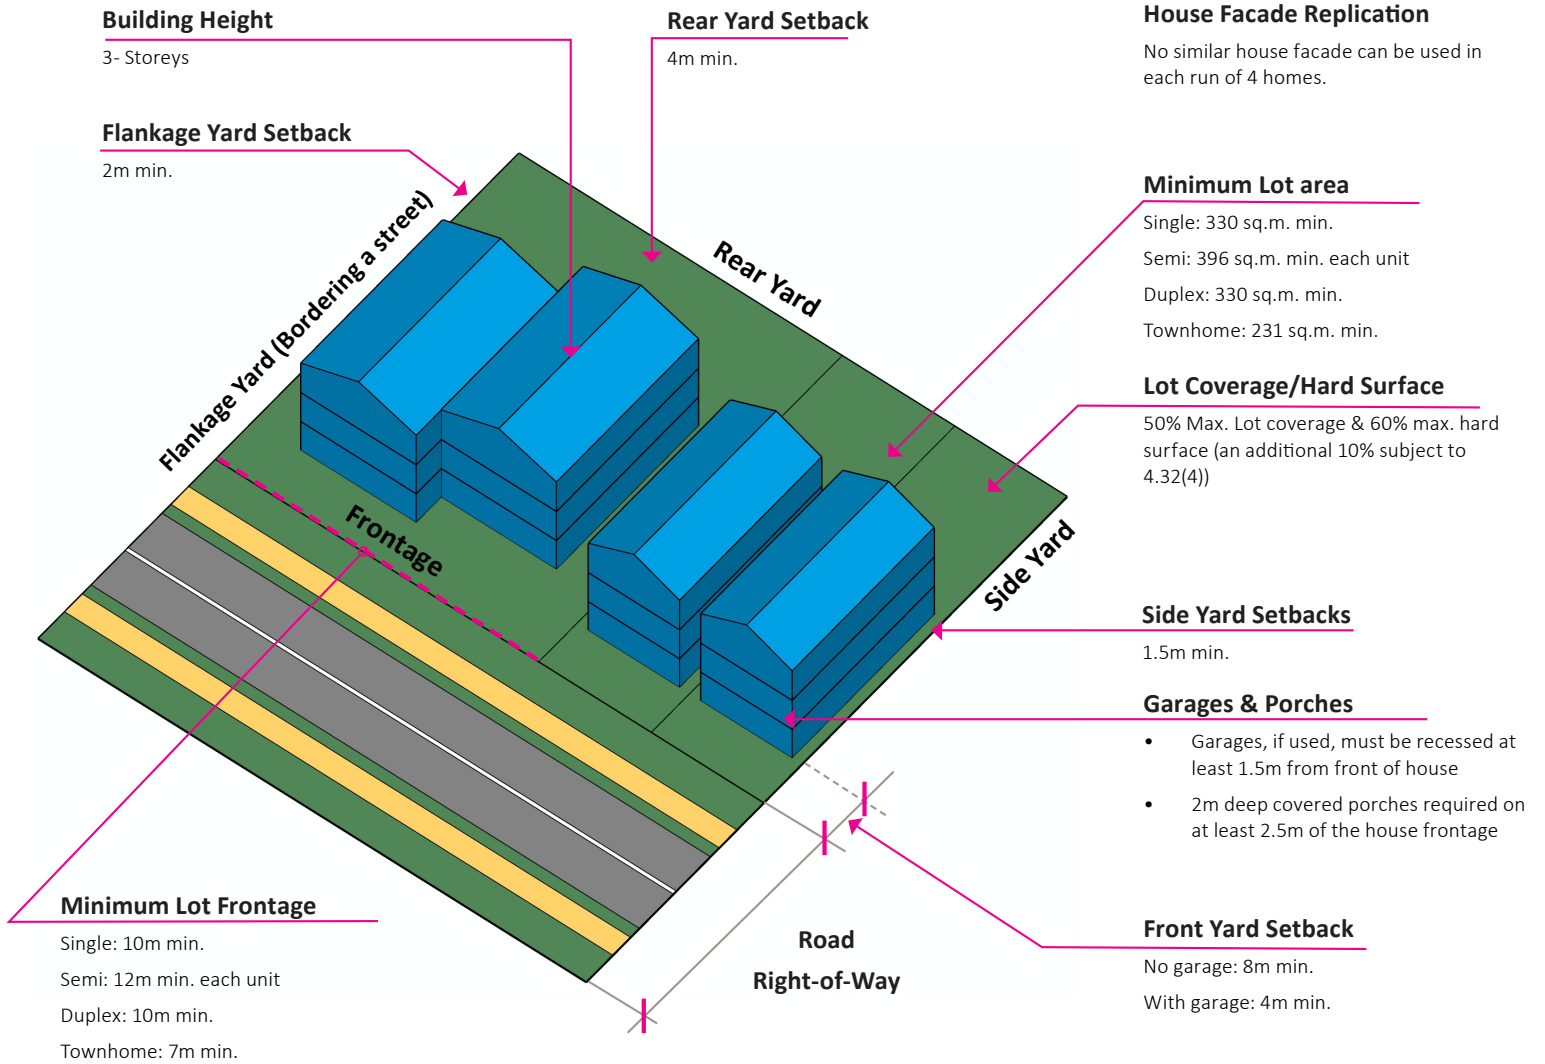 Building Height
3- Storeys
Flankage Yard Setback
2m min.
Rear Yard Setback
4m min.
House Facade Replication
No similar house facade can be used in
each run of 4 homes.
Minimum Lot area
Single: 330 sq.m. min.
Semi: 396 sq.m. min. each unit
Duplex: 330 sq.m. min.
Townhome: 231 sq.m. min.
Lot Coverage/Hard Surface
50% Max. Lot coverage & 60% max. hard
surface (an additional 10% subject to
4.32(4))
Flankage Yard (Bordering a street)
Rear Yard
Frontage
Side Yard
Side Yard Setbacks
1.5m min.
Garages & Porches
• Garages, if used, must be recessed at
least 1.5m from front of house
• 2m deep covered porches required on
at least 2.5m of the house frontage
Minimum Lot Frontage
Single: 10m min.
Semi: 12m min. each unit
Duplex: 10m min.
Townhome: 7m min.
Road
Right-of-Way
Front Yard Setback
No garage: 8m min.
With garage: 4m min.